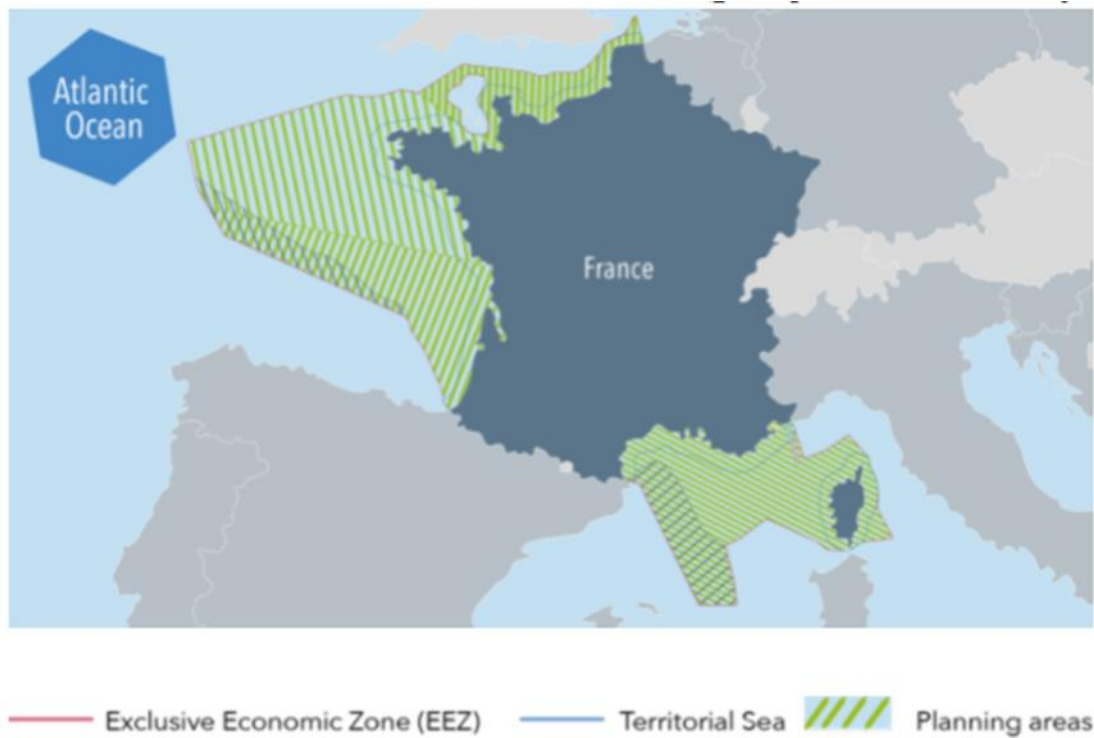 Atlantic
Ocean
France
Exclusive Economic Zone (EEZ)
Territorial Sea
Planning areas